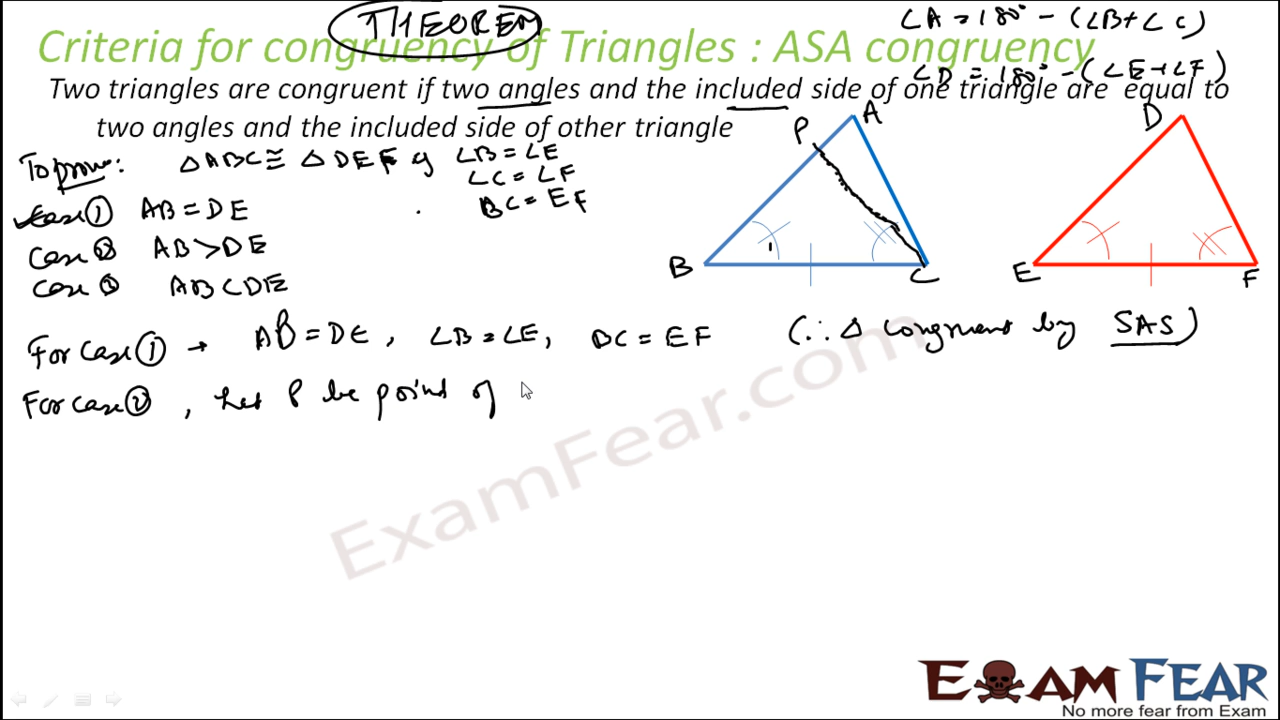 THEOREM
∠A = 180° - (∠B+∠C)
Criteria for congruency of Triangles : ASA congruency
∠D = 180° - (∠E+∠F)
Two triangles are congruent if two angles and the included side of one triangle are equal to
two angles and the included side of other triangle
To prove: △ABC ≅ △DEF if ∠B = ∠E
∠C = ∠F
BC = EF
Case ① AB = DE
Case ② AB > DE
Case ③ AB < DE
P A
B C
1
D
E F
For Case ① → AB = DE, ∠B = ∠E, BC = EF (∴ △ congruent by SAS)
For case ②, Let P be point of
ExamFear.com
EXAM FEAR
No more fear from Exam